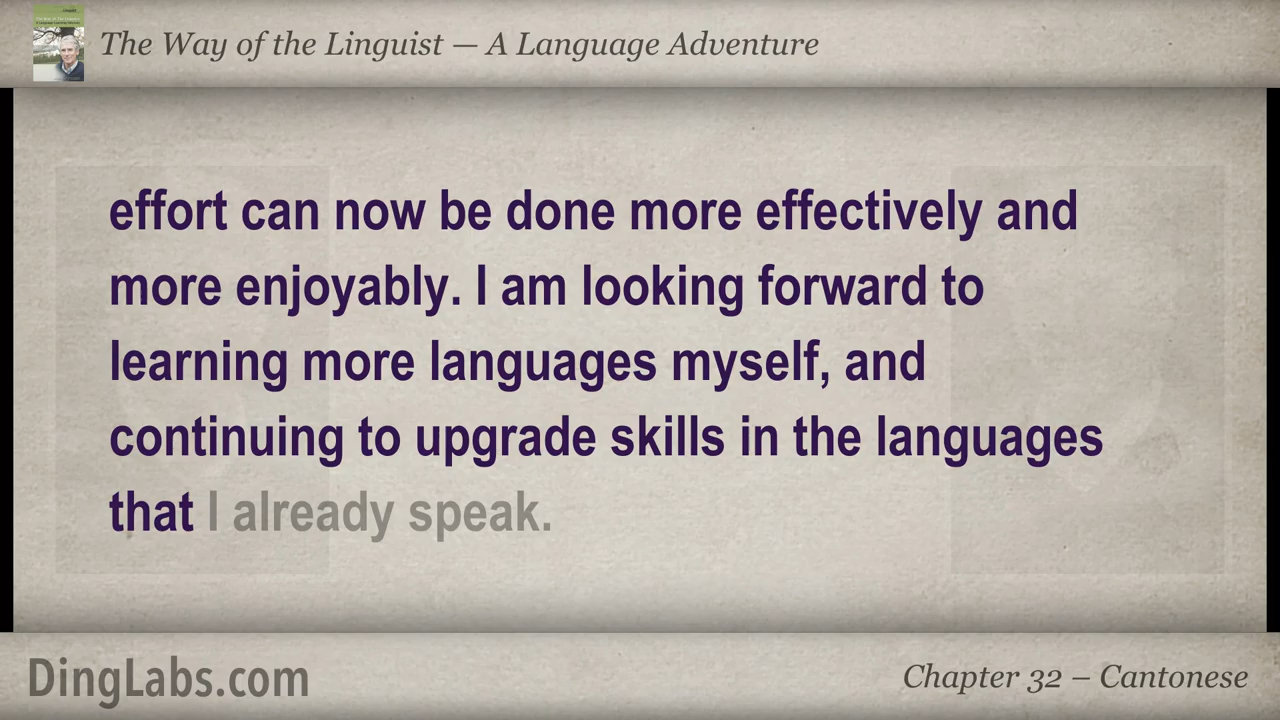 The Way of the Linguist — A Language Adventure
effort can now be done more effectively and
more enjoyably. I am looking forward to
learning more languages myself, and
continuing to upgrade skills in the languages
that I already speak.
DingLabs.com
Chapter 32 – Cantonese